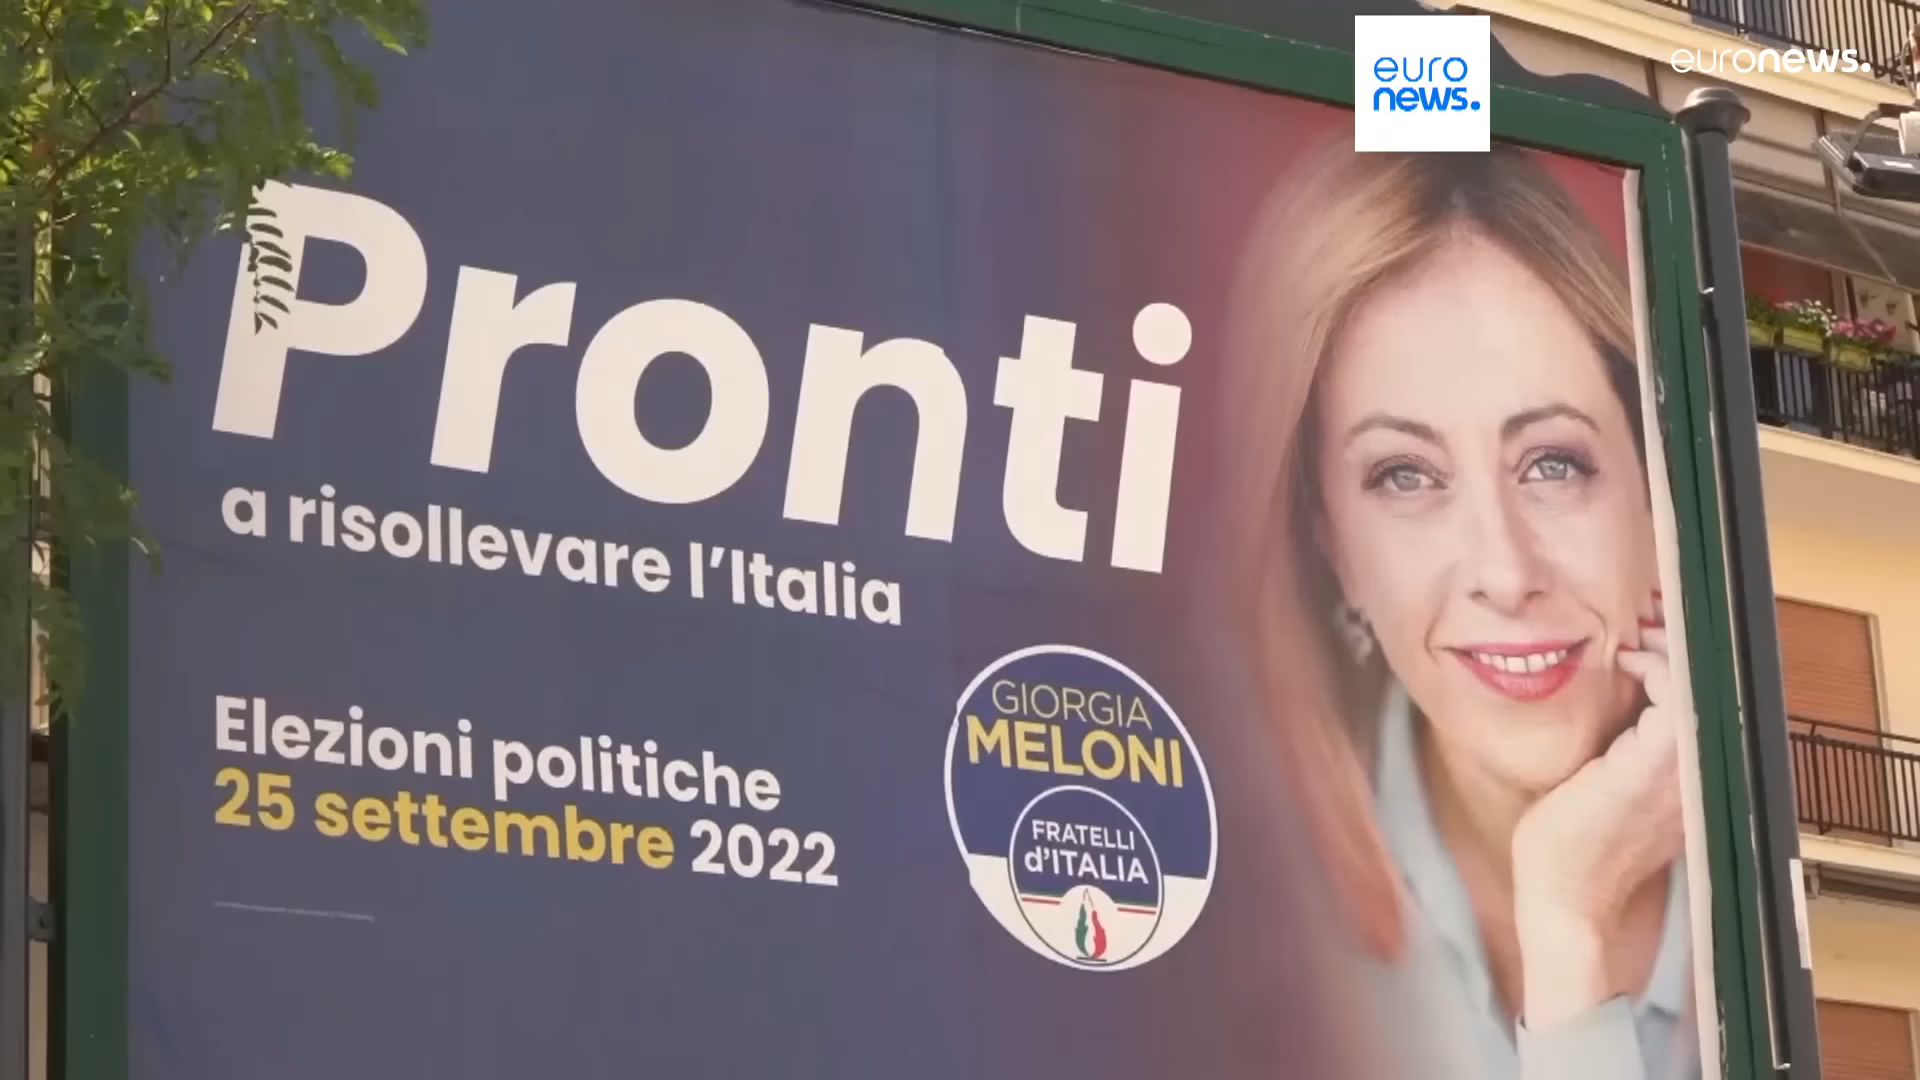 euro
news.
euronews.
Pronti
a risollevare l'Italia
Elezioni politiche
25 settembre 2022
GIORGIA
MELONI
FRATELLI
d'ITALIA